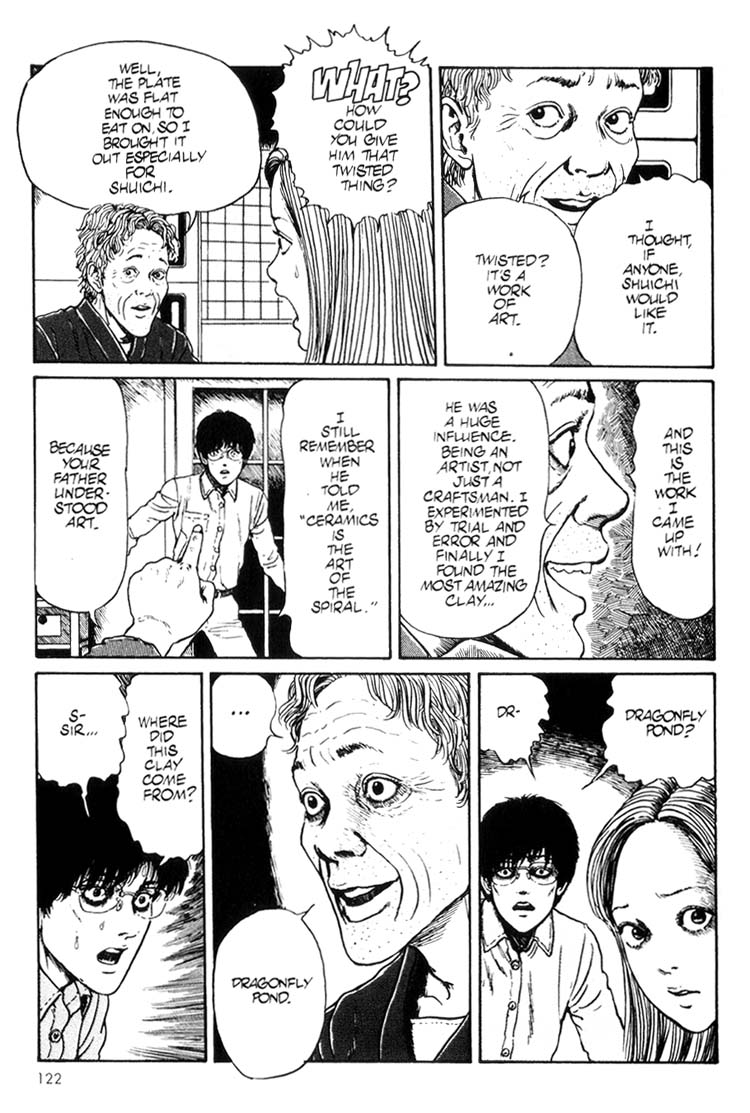 WELL,
THE PLATE
WAS FLAT
ENOUGH TO
EAT ON, SO I
BROUGHT IT
OUT ESPECIALLY
FOR
SHUICHI.
WHAT?
HOW
COULD
YOU GIVE
HIM THAT
TWISTED
THING?
TWISTED?
IT'S A
WORK
OF
ART.
I
THOUGHT,
IF
ANYONE,
SHUICHI
WOULD
LIKE
IT.
BECAUSE
YOUR
FATHER
UNDER-
STOOD
ART.
I
STILL
REMEMBER
WHEN
HE
TOLD
ME,
"CERAMICS
IS
THE
ART
OF
THE
SPIRAL."
HE WAS
A HUGE
INFLUENCE.
BEING AN
ARTIST, NOT
JUST A
CRAFTSMAN. I
EXPERIMENTED
BY TRIAL AND
ERROR AND
FINALLY I
FOUND THE
MOST AMAZING
CLAY...
AND
THIS
IS
THE
WORK
I
CAME
UP
WITH!
S-
SIR...
WHERE
DID
THIS
CLAY
COME
FROM?
...
DRAGONFLY
POND.
DR-
DRAGONFLY
POND?
122